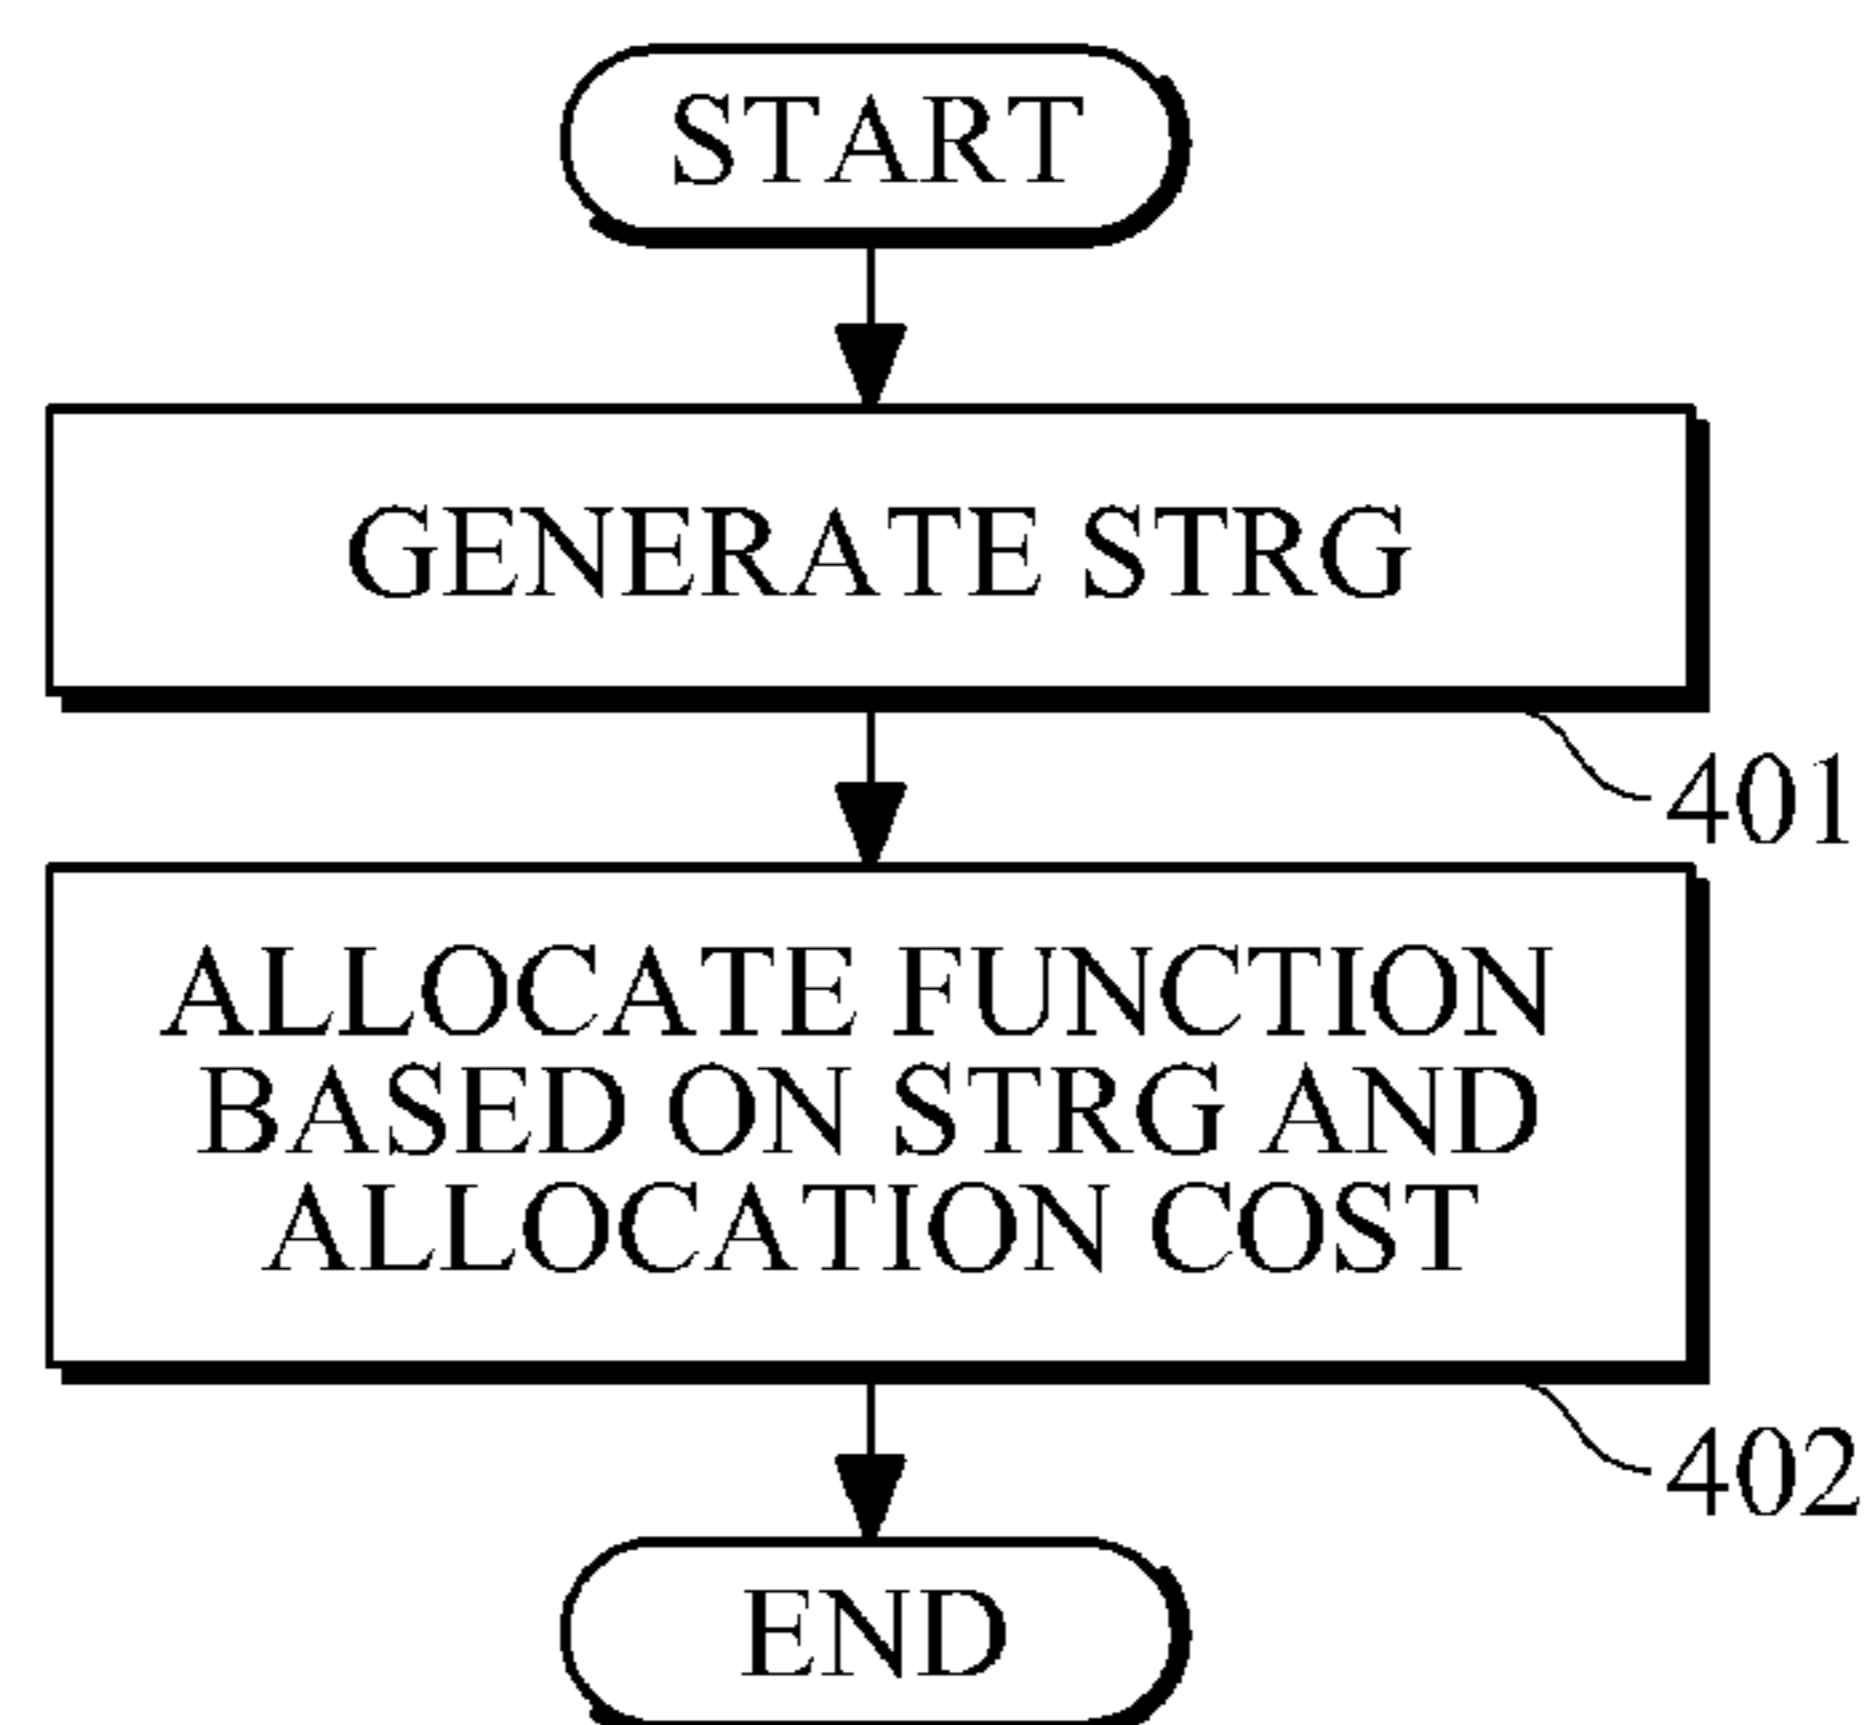 START
GENERATE STRG
401
ALLOCATE FUNCTION
BASED ON STRG AND
ALLOCATION COST
402
END